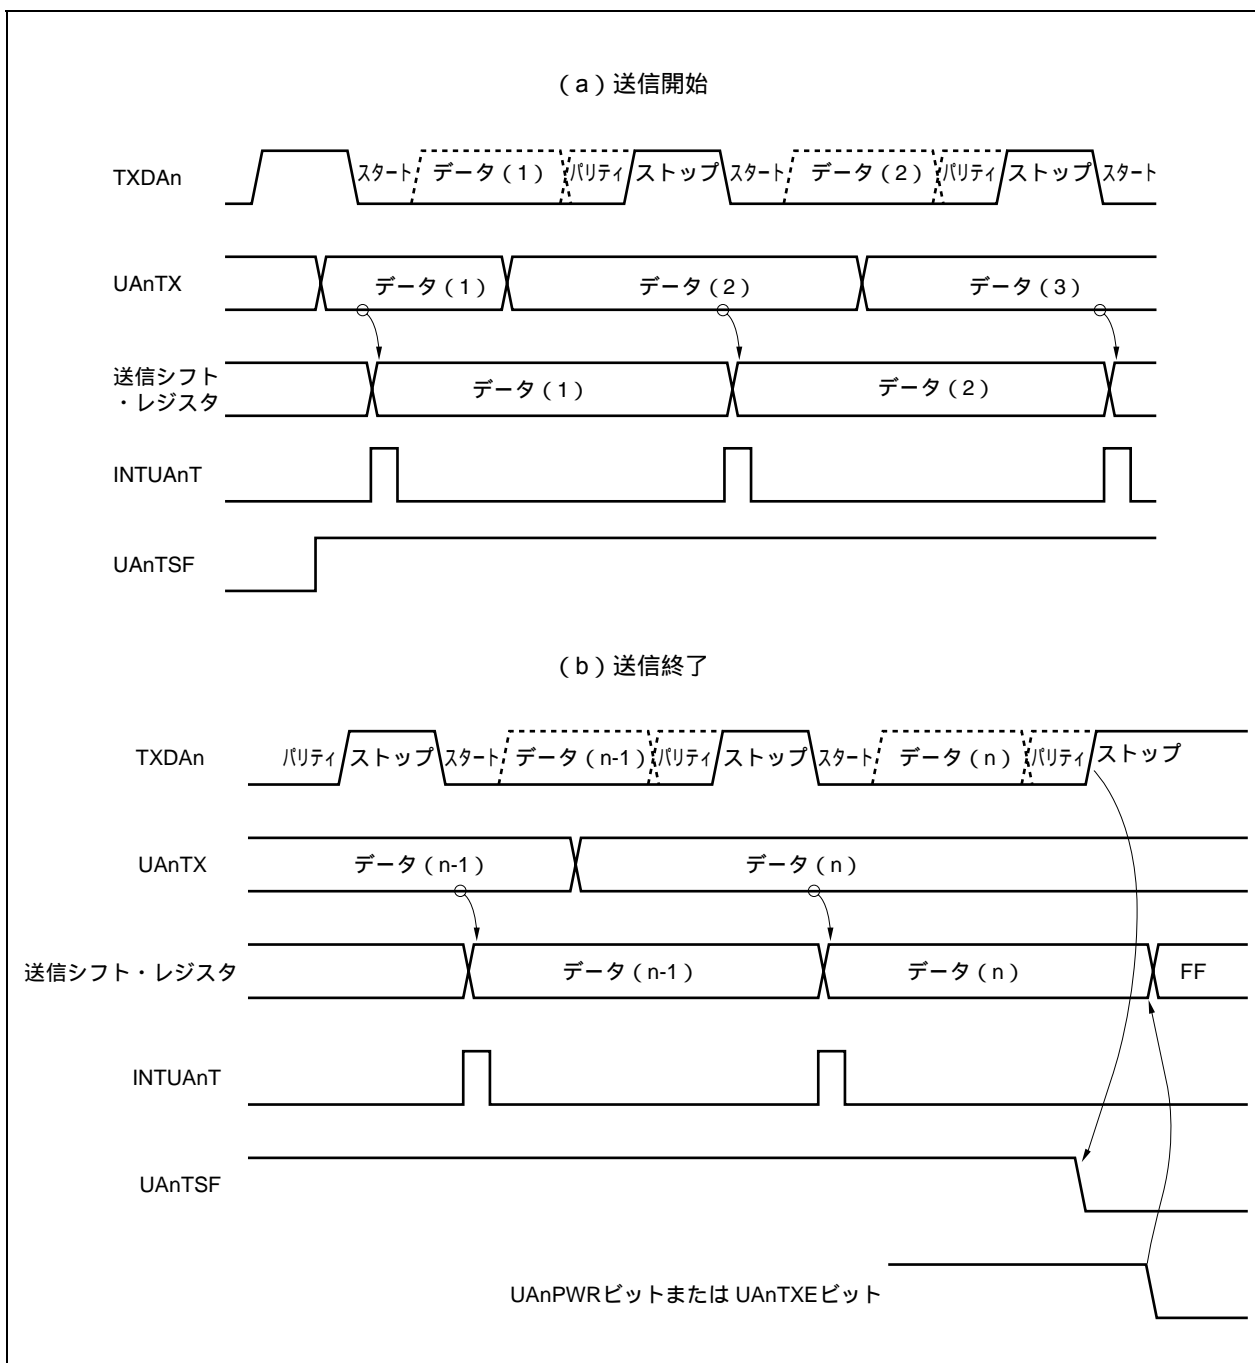 （a）送信開始
TXDAn スタート データ（1） パリティ ストップ スタート データ（2） パリティ ストップ スタート
UAnTX データ（1） データ（2） データ（3）
送信シフト
・レジスタ データ（1） データ（2）
INTUAnT
UAnTSF
（b）送信終了
TXDAn パリティ ストップ スタート データ（n-1） パリティ ストップ スタート データ（n） パリティ ストップ
UAnTX データ（n-1） データ（n）
送信シフト・レジスタ データ（n-1） データ（n） FF
INTUAnT
UAnTSF
UAnPWRビットまたは UAnTXEビット